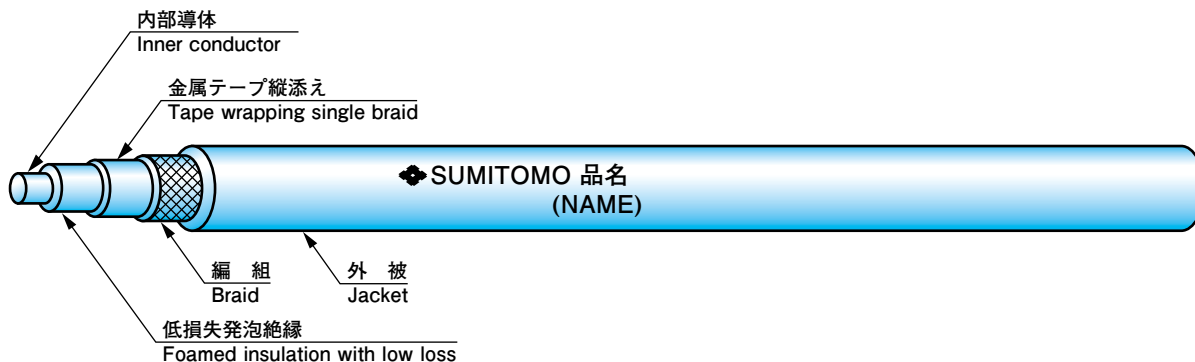 内部導体
Inner conductor
金属テープ縦添え
Tape wrapping single braid
SUMITOMO 品名
(NAME)
編 組
Braid
外 被
Jacket
低損失発泡絶縁
Foamed insulation with low loss